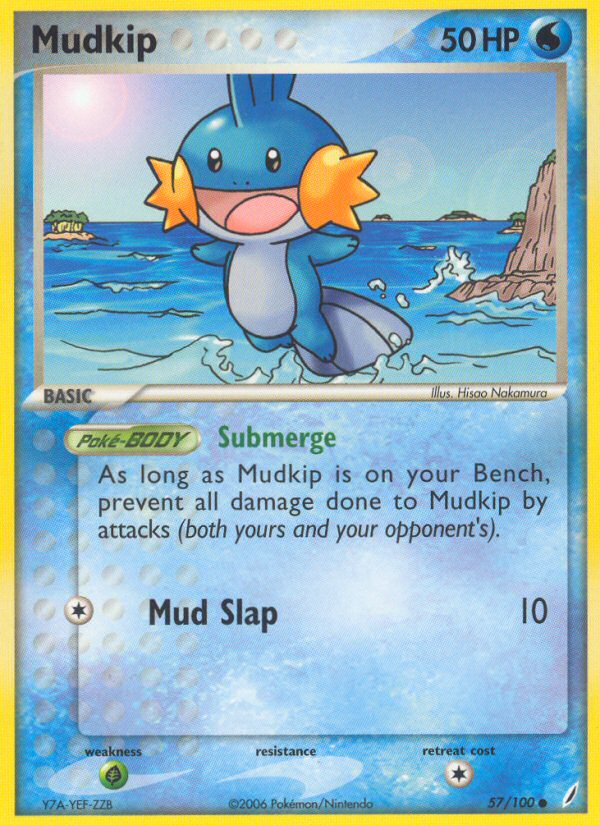 Mudkip
50 HP
BASIC
Illus. Hisao Nakamura
Poké-BODY Submerge
As long as Mudkip is on your Bench,
prevent all damage done to Mudkip by
attacks (both yours and your opponent's).
Mud Slap 10
weakness resistance retreat cost
Y7A-YEF-ZZB ©2006 Pokémon/Nintendo 57/100